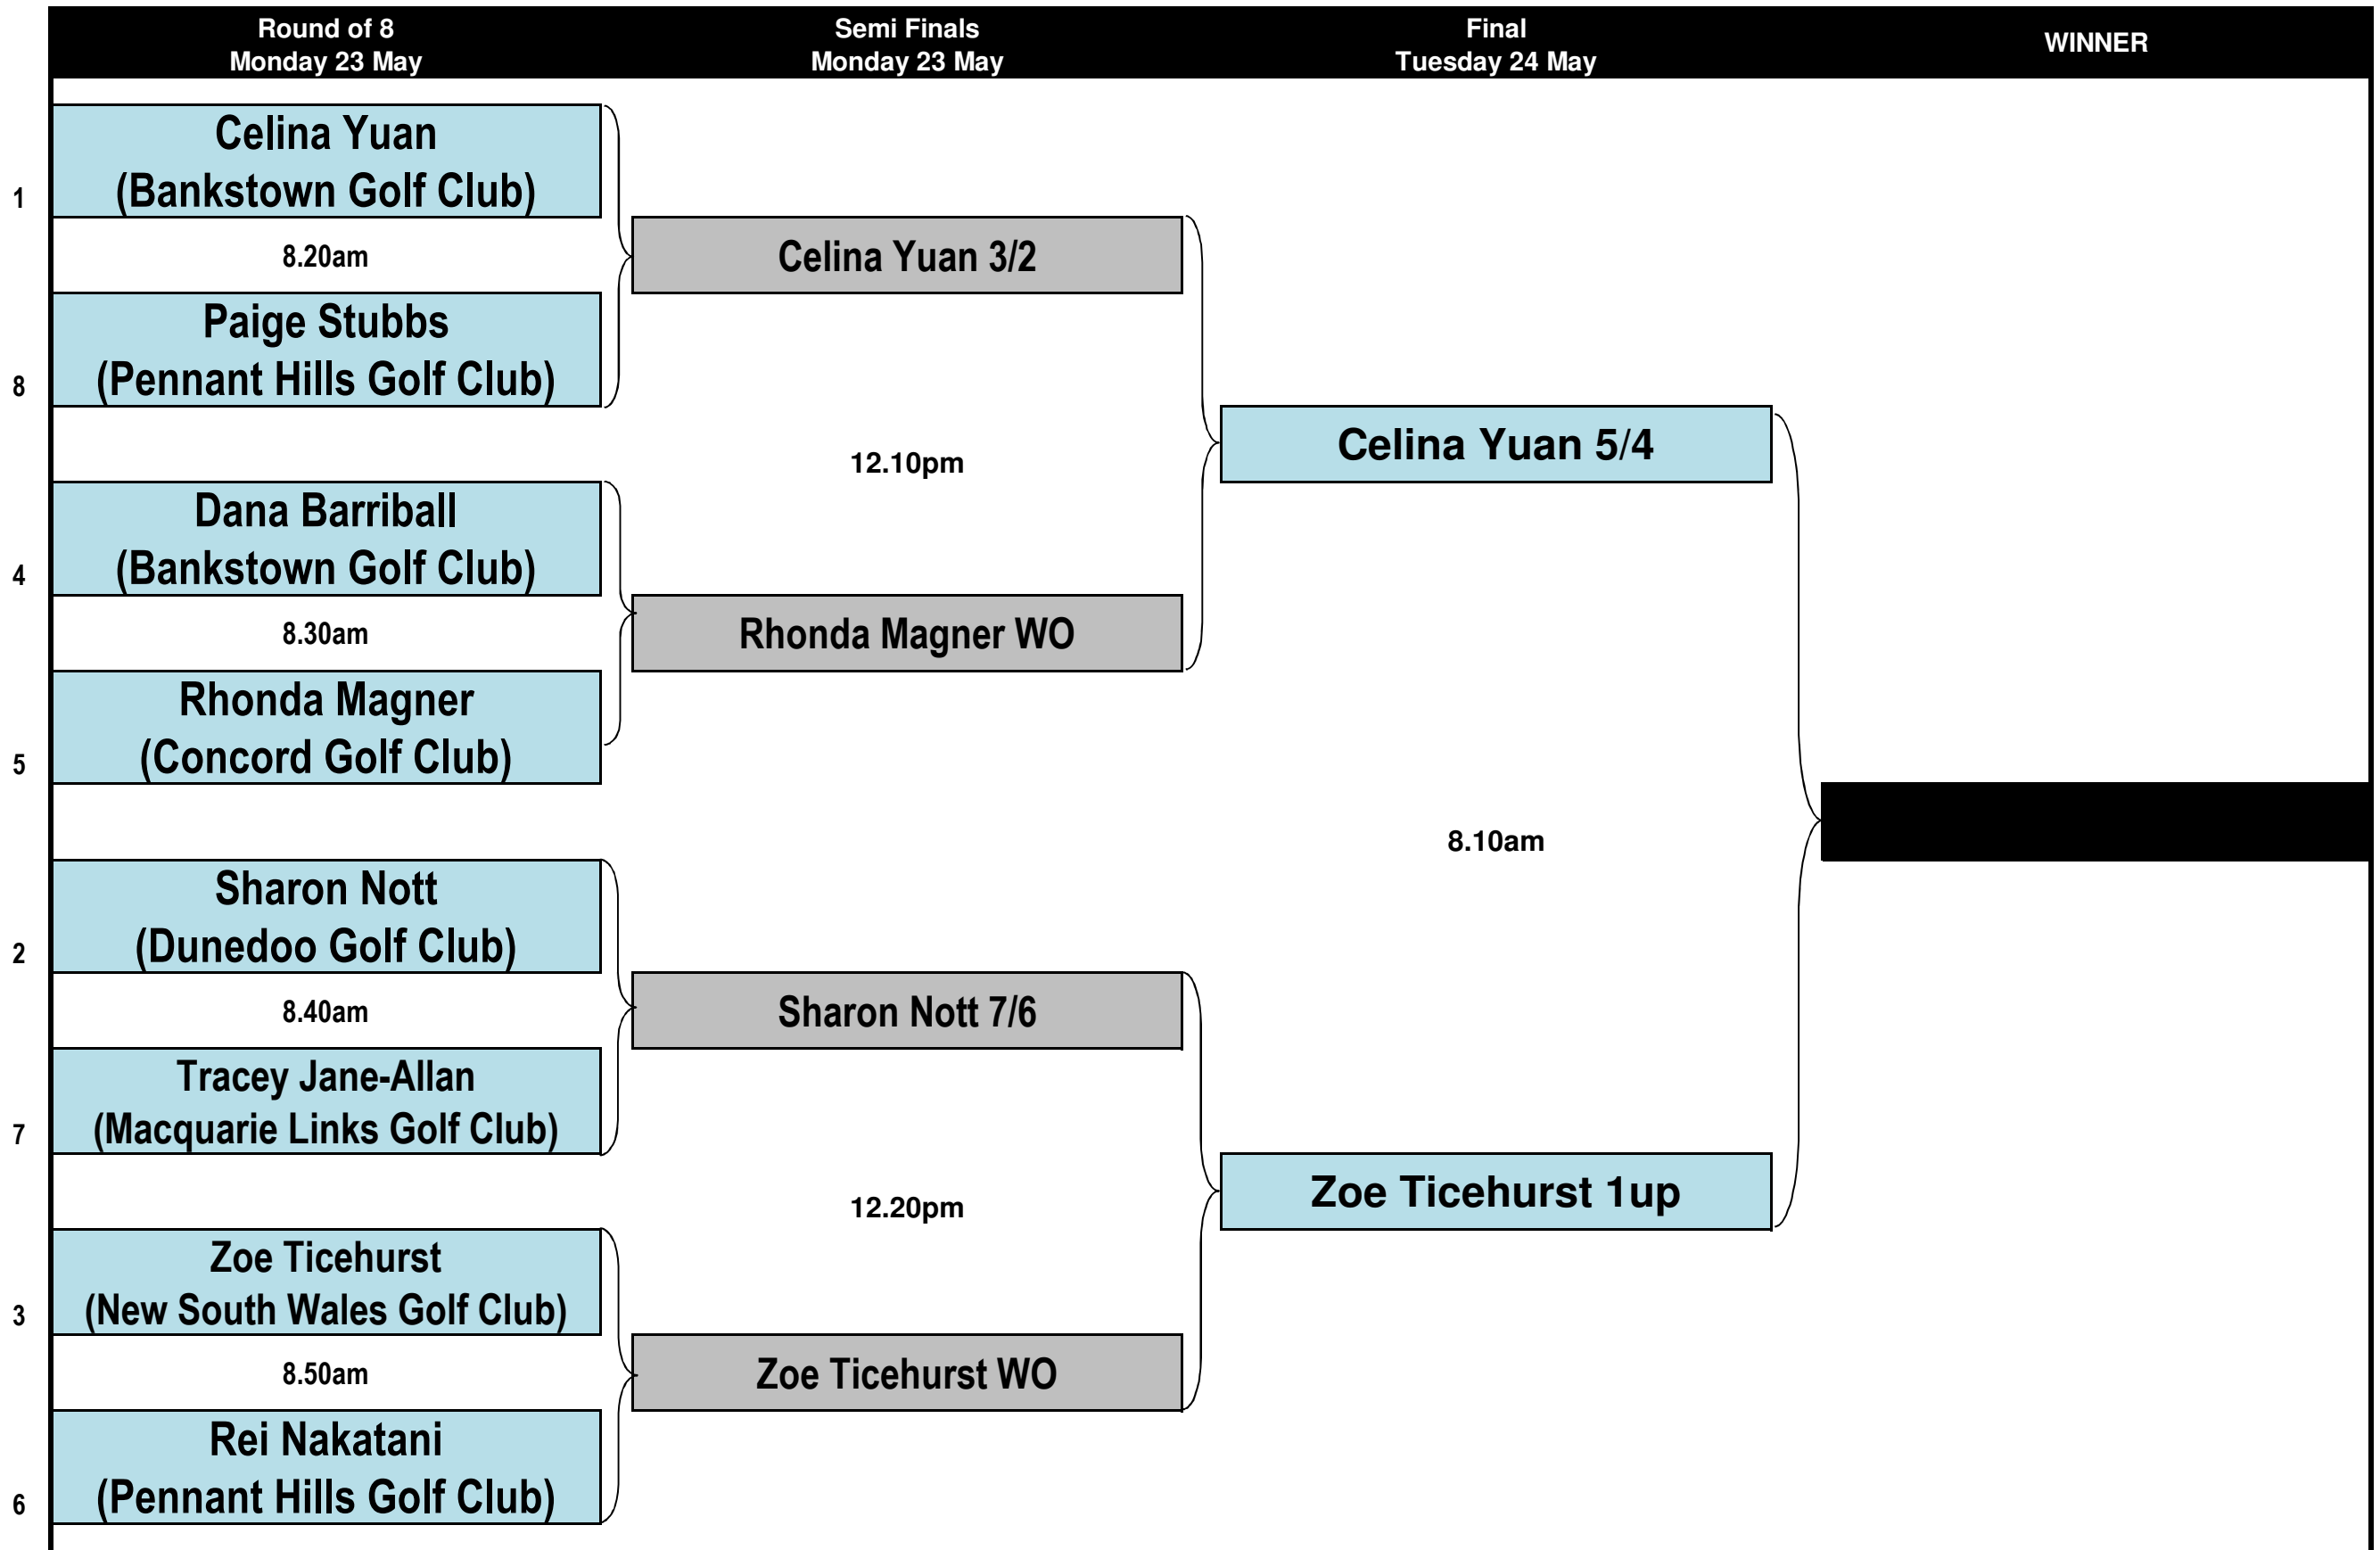 Round of 8
Monday 23 May
Semi Finals
Monday 23 May
Final
Tuesday 24 May
WINNER
Celina Yuan
(Bankstown Golf Club)
1
8.20am
Celina Yuan 3/2
Paige Stubbs
(Pennant Hills Golf Club)
8
12.10pm
Celina Yuan 5/4
Dana Barriball
(Bankstown Golf Club)
4
8.30am
Rhonda Magner WO
Rhonda Magner
(Concord Golf Club)
5
8.10am
Sharon Nott
(Dunedoo Golf Club)
2
8.40am
Sharon Nott 7/6
Tracey Jane-Allan
(Macquarie Links Golf Club)
7
12.20pm
Zoe Ticehurst 1up
Zoe Ticehurst
(New South Wales Golf Club)
3
8.50am
Zoe Ticehurst WO
Rei Nakatani
(Pennant Hills Golf Club)
6